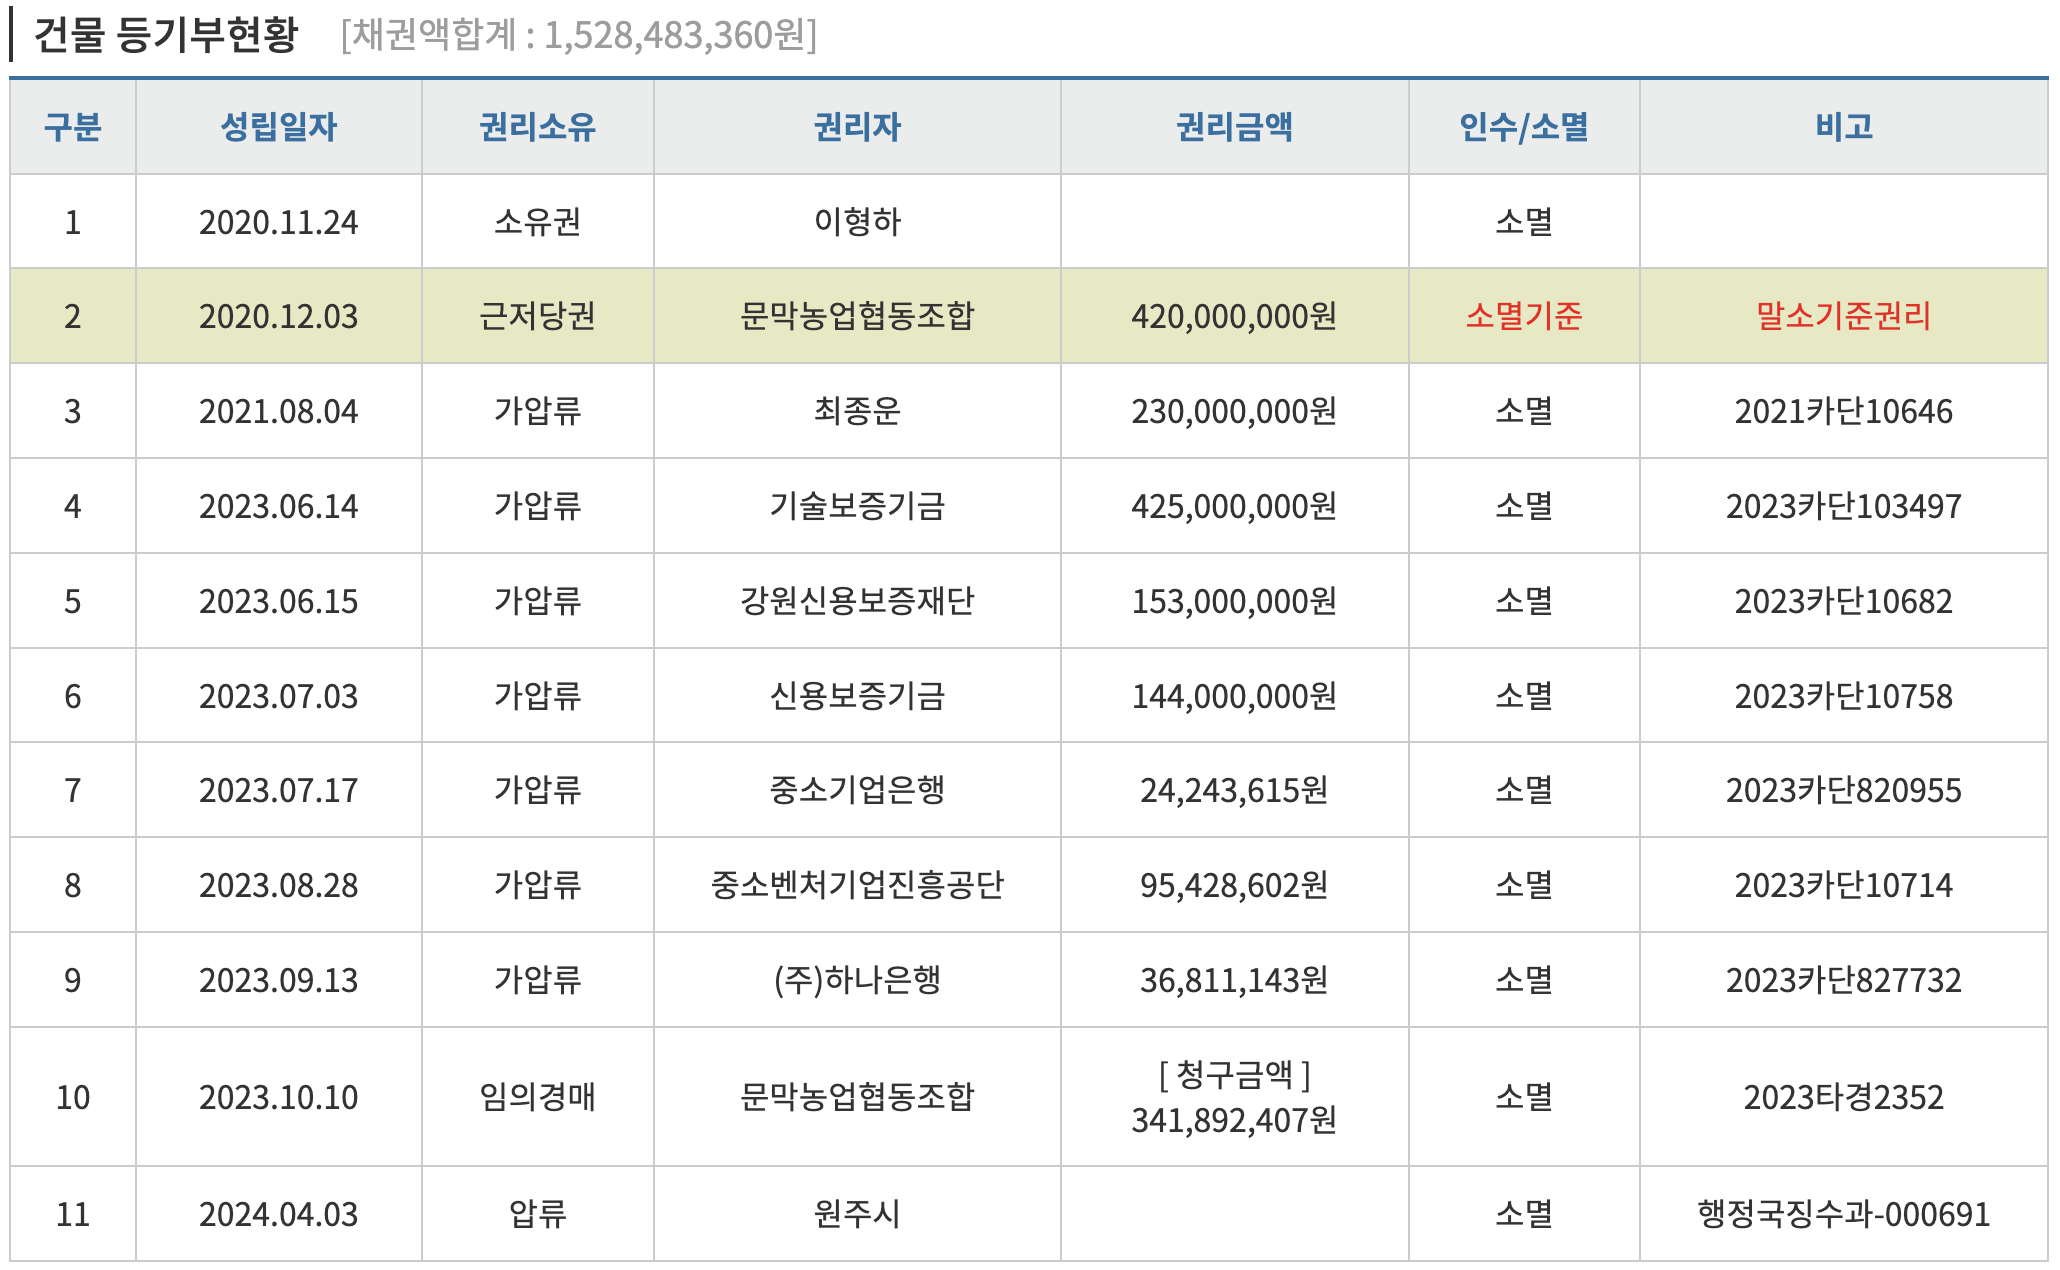 건물 등기부현황 [채권액합계 : 1,528,483,360원]
구분 성립일자 권리소유 권리자 권리금액 인수/소멸 비고
1 2020.11.24 소유권 이형하 소멸
2 2020.12.03 근저당권 문막농업협동조합 420,000,000원 소멸기준 말소기준권리
3 2021.08.04 가압류 최종운 230,000,000원 소멸 2021카단10646
4 2023.06.14 가압류 기술보증기금 425,000,000원 소멸 2023카단103497
5 2023.06.15 가압류 강원신용보증재단 153,000,000원 소멸 2023카단10682
6 2023.07.03 가압류 신용보증기금 144,000,000원 소멸 2023카단10758
7 2023.07.17 가압류 중소기업은행 24,243,615원 소멸 2023카단820955
8 2023.08.28 가압류 중소벤처기업진흥공단 95,428,602원 소멸 2023카단10714
9 2023.09.13 가압류 (주)하나은행 36,811,143원 소멸 2023카단827732
10 2023.10.10 임의경매 문막농업협동조합 [ 청구금액 ]
341,892,407원 소멸 2023타경2352
11 2024.04.03 압류 원주시 소멸 행정국징수과-000691